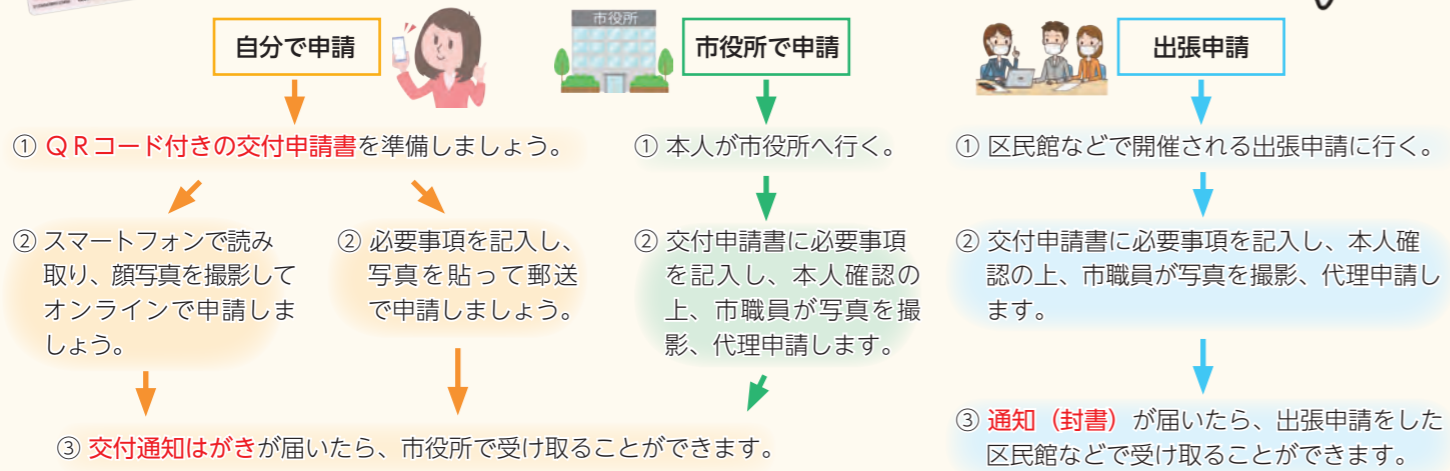 自分で申請
① QRコード付きの交付申請書を準備しましょう。
② スマートフォンで読み
取り、顔写真を撮影して
オンラインで申請しま
しょう。
② 必要事項を記入し、
写真を貼って郵送
で申請しましょう。
市役所
市役所で申請
① 本人が市役所へ行く。
② 交付申請書に必要事項
を記入し、本人確認の
上、市職員が写真を撮
影、代理申請します。
③ 交付通知はがきが届いたら、市役所で受け取ることができます。
出張申請
① 区民館などで開催される出張申請に行く。
② 交付申請書に必要事項を記入し、本人確
認の上、市職員が写真を撮影、代理申請し
ます。
③ 通知（封書）が届いたら、出張申請をした
区民館などで受け取ることができます。